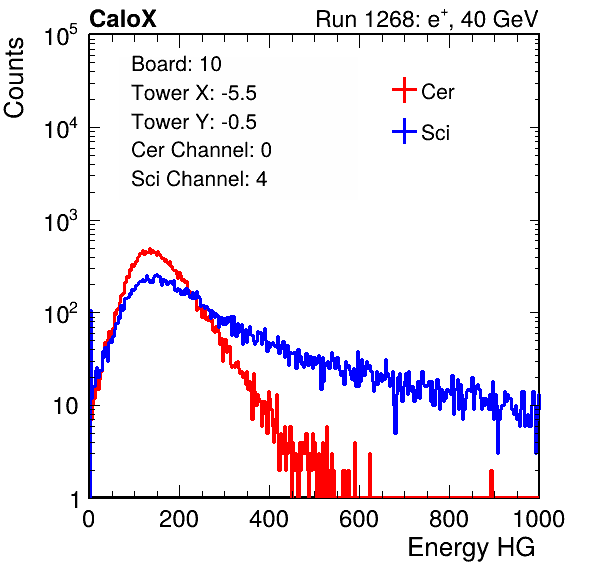 CaloX Run 1268: e⁺, 40 GeV
Board: 10
Tower X: -5.5
Tower Y: -0.5
Cer Channel: 0
Sci Channel: 4
Cer
Sci
Counts
10⁵
10⁴
10³
10²
10
1
0 200 400 600 800 1000
Energy HG